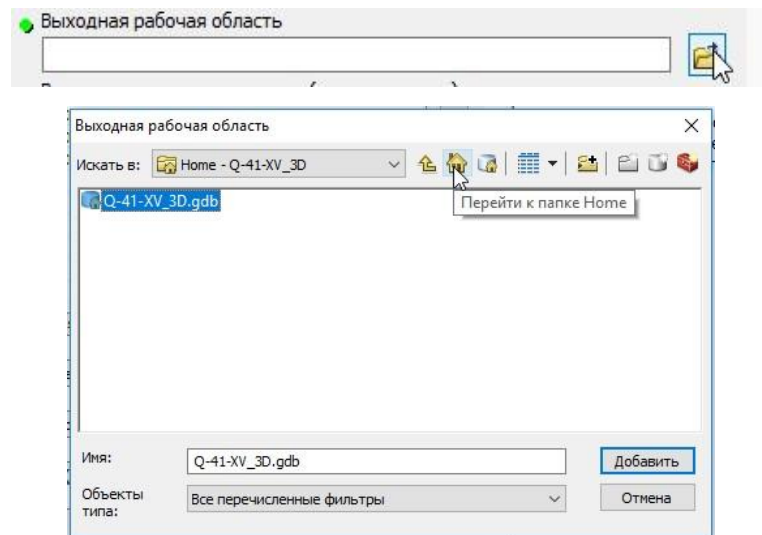 Выходная рабочая область
Выходная рабочая область
Искать в: Home - Q-41-XV_3D
Q-41-XV_3D.gdb
Перейти к папке Home
Имя: Q-41-XV_3D.gdb Добавить
Объекты типа: Все перечисленные фильтры Отмена